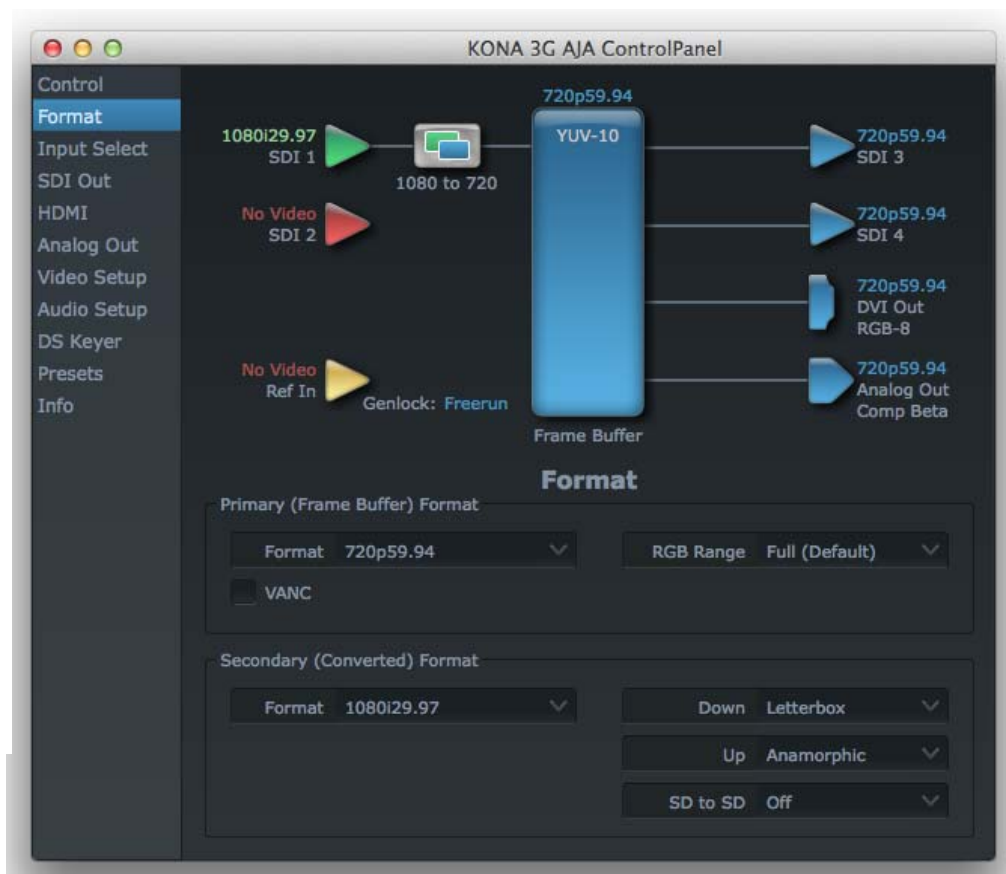 KONA 3G AJA ControlPanel
Control
Format
Input Select
SDI Out
HDMI
Analog Out
Video Setup
Audio Setup
DS Keyer
Presets
Info
720p59.94
YUV-10
1080i29.97
SDI 1
1080 to 720
No Video
SDI 2
No Video
Ref In
Genlock: Freerun
Frame Buffer
720p59.94
SDI 3
720p59.94
SDI 4
720p59.94
DVI Out
RGB-8
720p59.94
Analog Out
Comp Beta
Format
Primary (Frame Buffer) Format
Format 720p59.94
RGB Range Full (Default)
VANC
Secondary (Converted) Format
Format 1080i29.97
Down Letterbox
Up Anamorphic
SD to SD Off